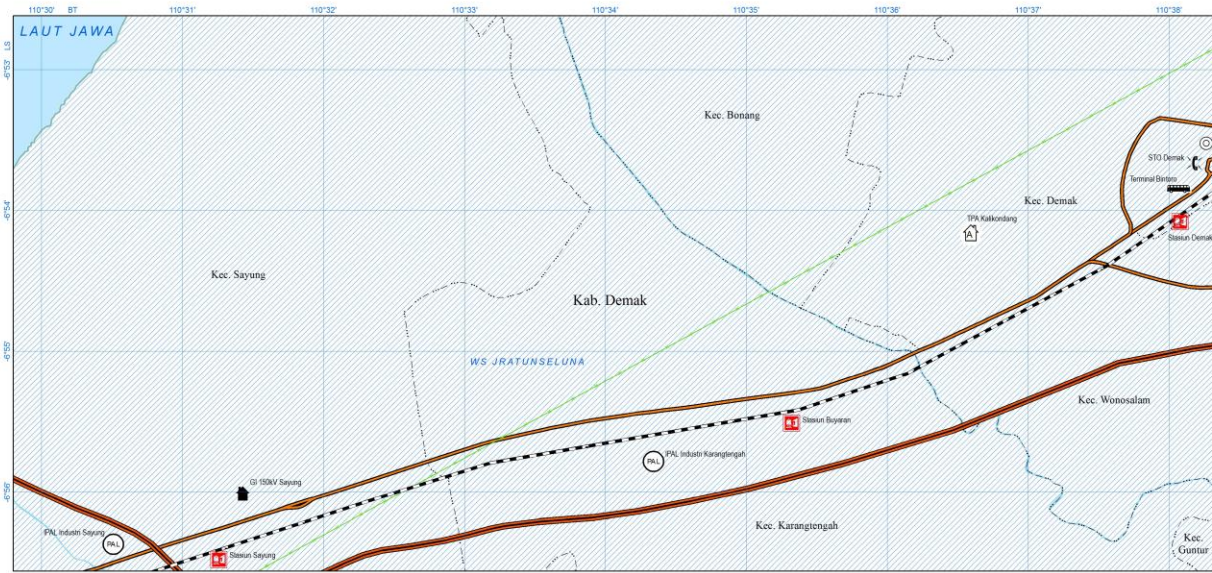 110°30' BT
110°31'
110°32'
110°33'
110°34'
110°35'
110°36'
110°37'
110°38'
LAUT JAWA
LS
-6°53'
Kec. Bonang
STO Demak
Terminal Bintoro
-6°54'
Kec. Demak
TPA Kalikondang
A
Stasiun Demak
Kec. Sayung
Kab. Demak
-6°55'
WS JRATUNSELUNA
Kec. Wonosalam
Stasiun Buyaran
PAL
IPAL Industri Karangtengah
GI 150kV Sayung
-6°56'
Kec. Karangtengah
IPAL Industri Sayung
PAL
Stasiun Sayung
Kec.
Guntur